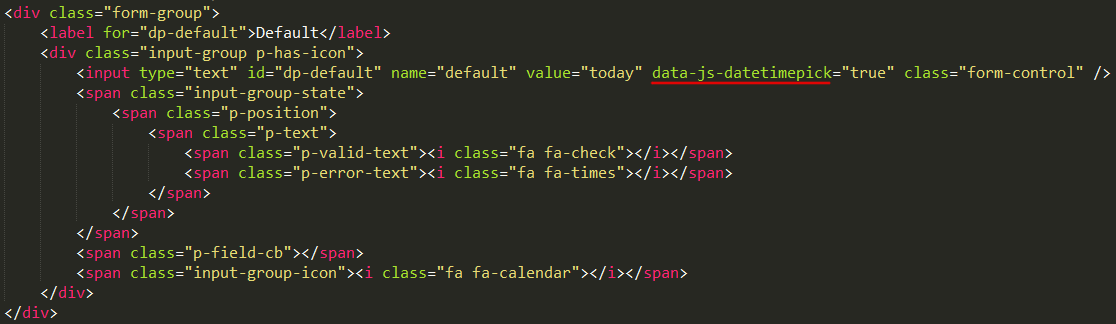 <div class="form-group">
<label for="dp-default">Default</label>
<div class="input-group p-has-icon">
<input type="text" id="dp-default" name="default" value="today" data-js-datetimepick="true" class="form-control" />
<span class="input-group-state">
<span class="p-position">
<span class="p-text">
<span class="p-valid-text"><i class="fa fa-check"></i></span>
<span class="p-error-text"><i class="fa fa-times"></i></span>
</span>
</span>
</span>
<span class="p-field-cb"></span>
<span class="input-group-icon"><i class="fa fa-calendar"></i></span>
</div>
</div>